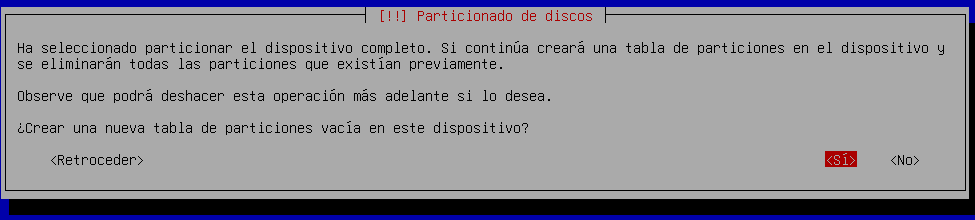 [!!] Particionado de discos
Ha seleccionado particionar el dispositivo completo. Si continúa creará una tabla de particiones en el dispositivo y
se eliminarán todas las particiones que existían previamente.
Observe que podrá deshacer esta operación más adelante si lo desea.
¿Crear una nueva tabla de particiones vacía en este dispositivo?
<Retroceder> <Sí> <No>